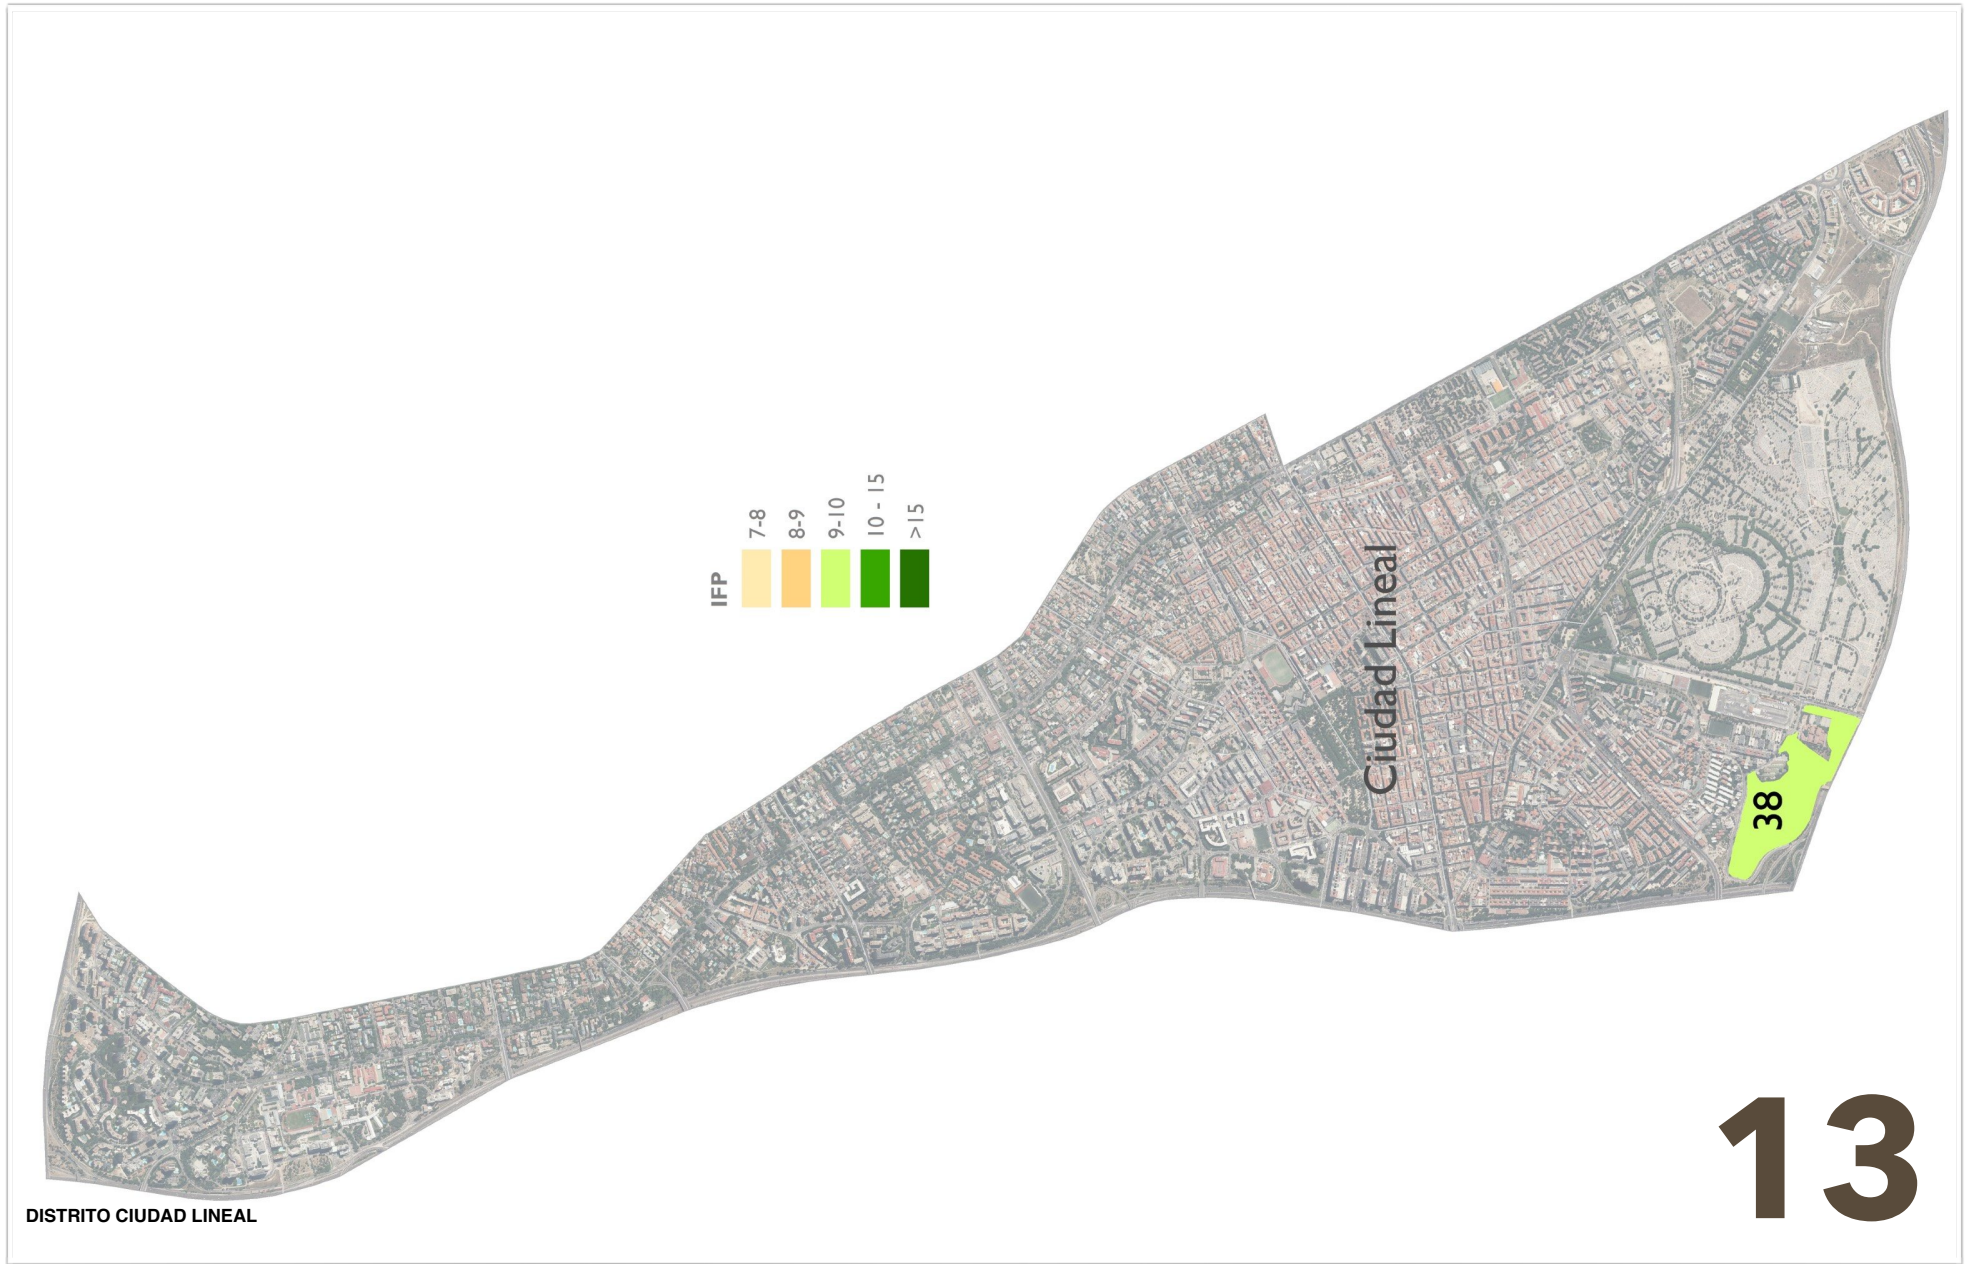 IFP
7-8
8-9
9-10
10 - 15
>15
Ciudad Lineal
38
13
DISTRITO CIUDAD LINEAL